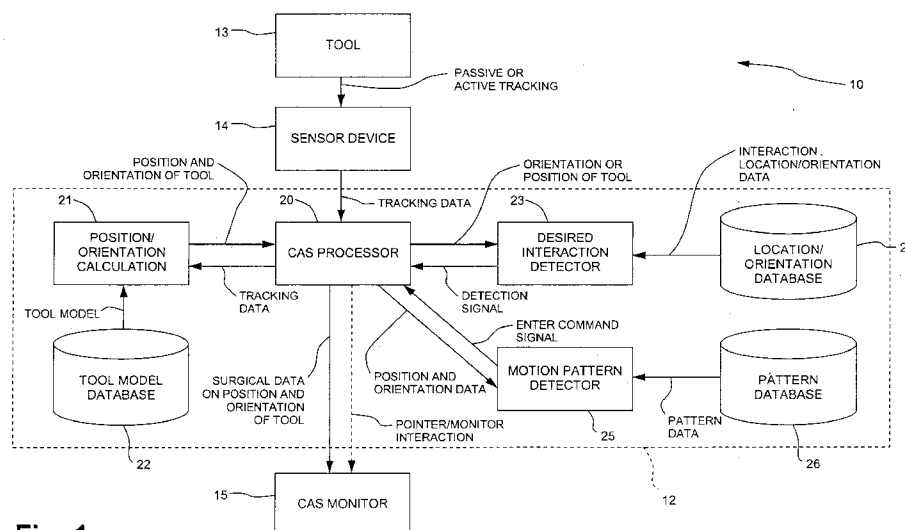 13
TOOL
PASSIVE OR
ACTIVE TRACKING
10
14
SENSOR DEVICE
POSITION AND
ORIENTATION OF TOOL
ORIENTATION OR
POSITION OF TOOL
INTERACTION
LOCATION/ORIENTATION
DATA
21
20
TRACKING DATA
23
POSITION/
ORIENTATION
CALCULATION
CAS PROCESSOR
DESIRED
INTERACTION
DETECTOR
LOCATION/
ORIENTATION
DATABASE
2
TRACKING
DATA
DETECTION
SIGNAL
TOOL MODEL
ENTER COMMAND
SIGNAL
TOOL MODEL
DATABASE
SURGICAL DATA
ON POSITION AND
ORIENTATION
OF TOOL
POSITION AND
ORIENTATION DATA
MOTION PATTERN
DETECTOR
PATTERN
DATABASE
POINTER/MONITOR
INTERACTION
PATTERN
DATA
22
25
26
12
15
CAS MONITOR